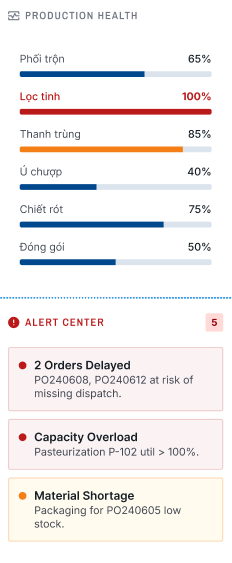 PRODUCTION HEALTH
Phối trộn 65%
Lọc tinh 100%
Thanh trùng 85%
Ủ chượp 40%
Chiết rót 75%
Đóng gói 50%
ALERT CENTER 5
2 Orders Delayed
PO240608, PO240612 at risk of
missing dispatch.
Capacity Overload
Pasteurization P-102 util > 100%.
Material Shortage
Packaging for PO240605 low
stock.